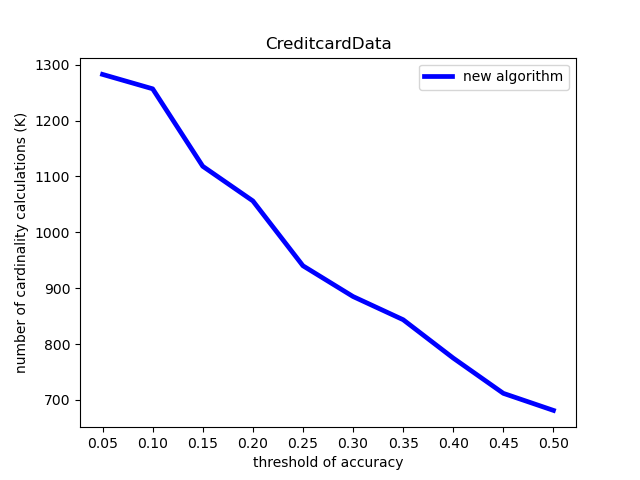 CreditcardData
new algorithm
number of cardinality calculations (K)
1300
1200
1100
1000
900
800
700
0.05 0.10 0.15 0.20 0.25 0.30 0.35 0.40 0.45 0.50
threshold of accuracy